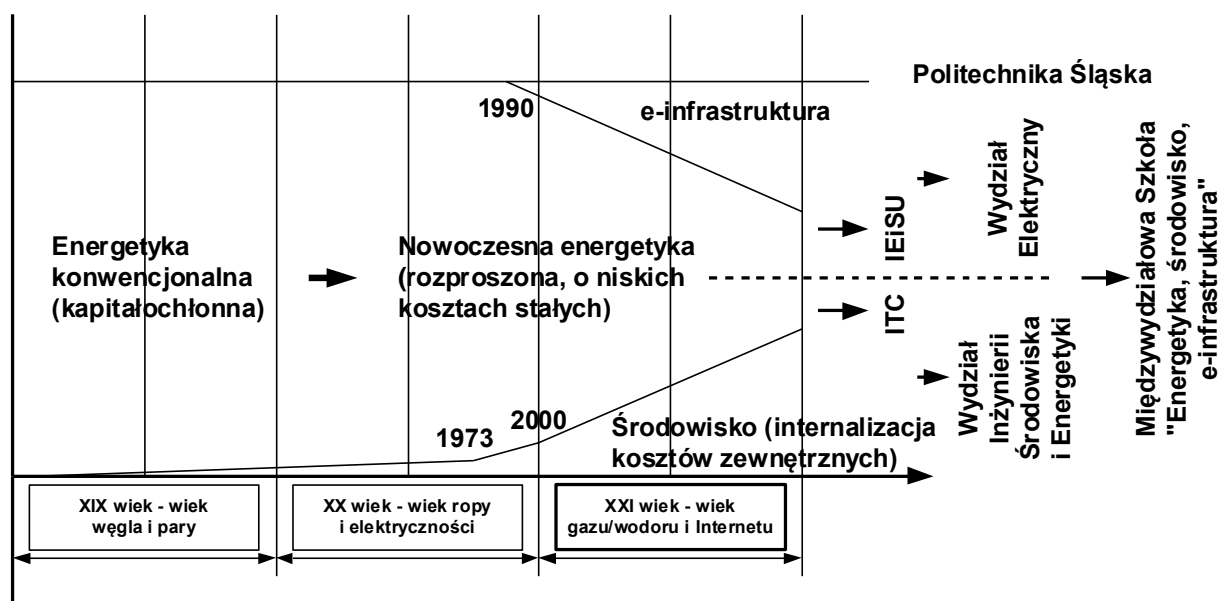 Politechnika Śląska
1990
e-infrastruktura
Energetyka
konwencjonalna
(kapitałochłonna)
Nowoczesna energetyka
(rozproszona, o niskich
kosztach stałych)
IEiSU
ITC
Wydział
Elektryczny
Wydział
Inżynierii
Środowiska
i Energetyki
Międzywydziałowa Szkoła
"Energetyka, środowisko,
e-infrastruktura"
1973
2000
Środowisko (internalizacja
kosztów zewnętrznych)
XIX wiek - wiek
węgla i pary
XX wiek - wiek ropy
i elektryczności
XXI wiek - wiek
gazu/wodoru i Internetu